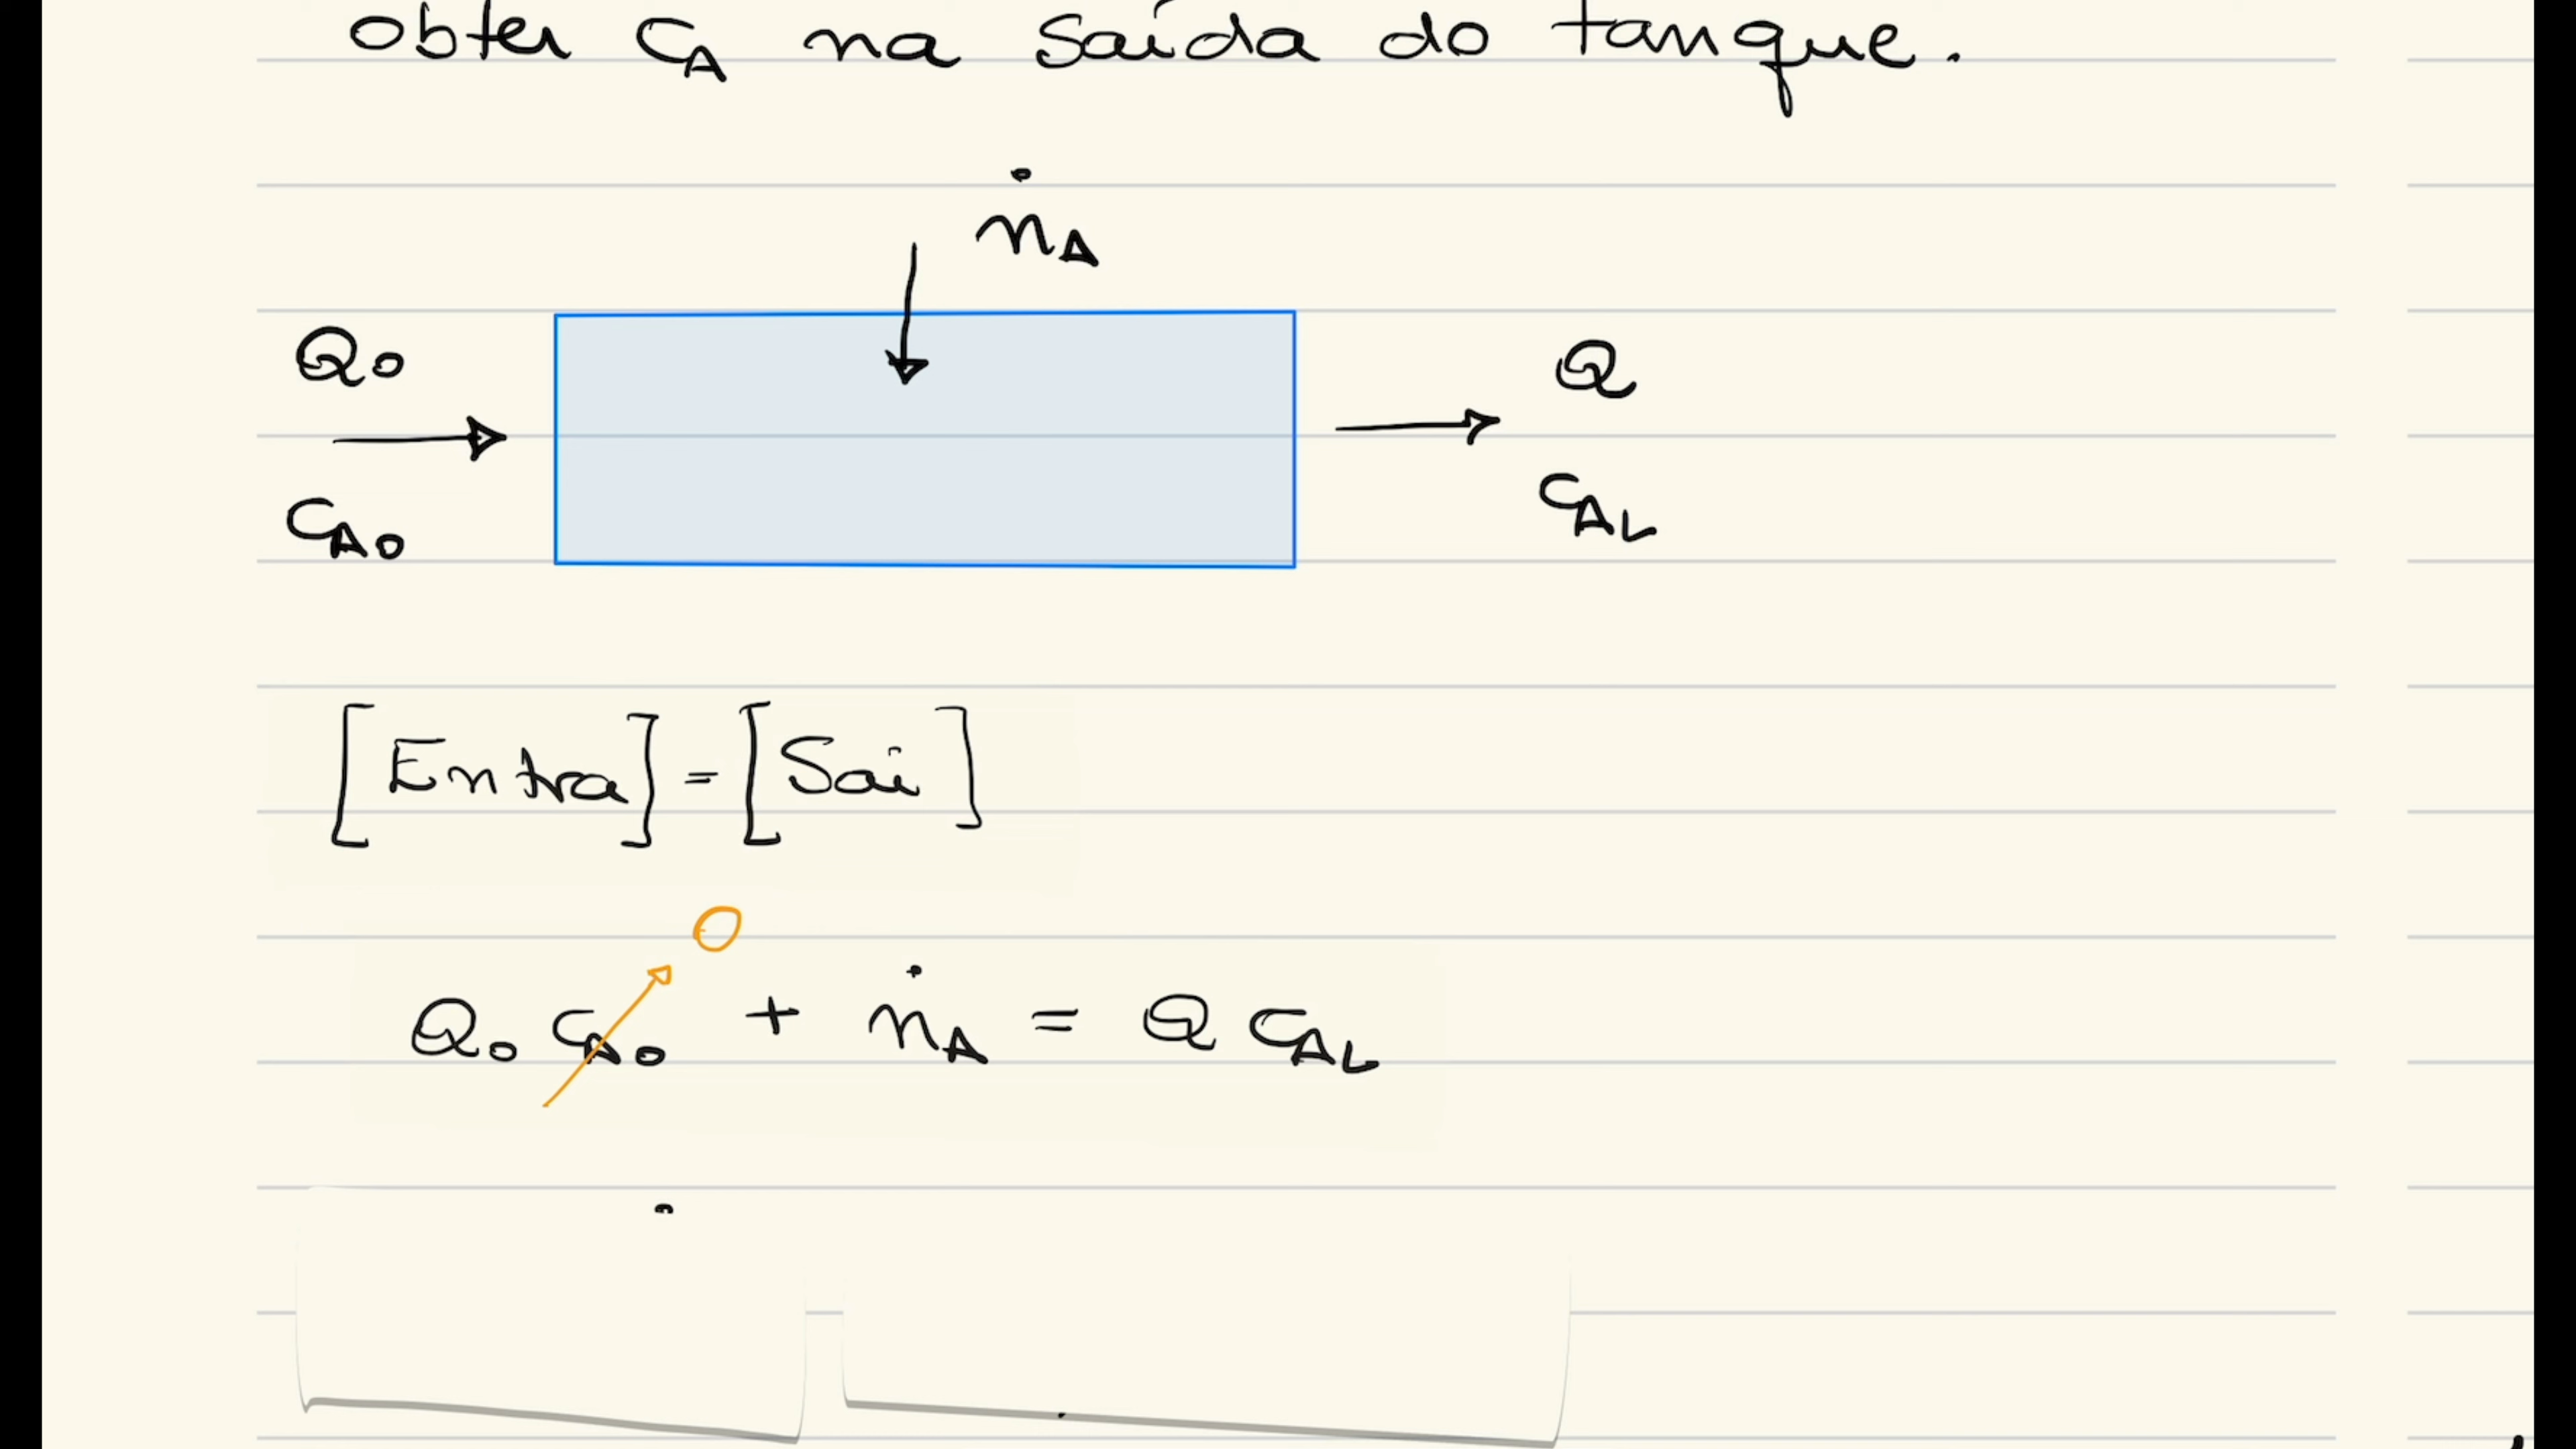 obter CA na saída do tanque.
ṅA
Q0
Q
CA0
CAL
[Entra] = [Sai]
0
Q0 CA0 + ṅA = Q CAL